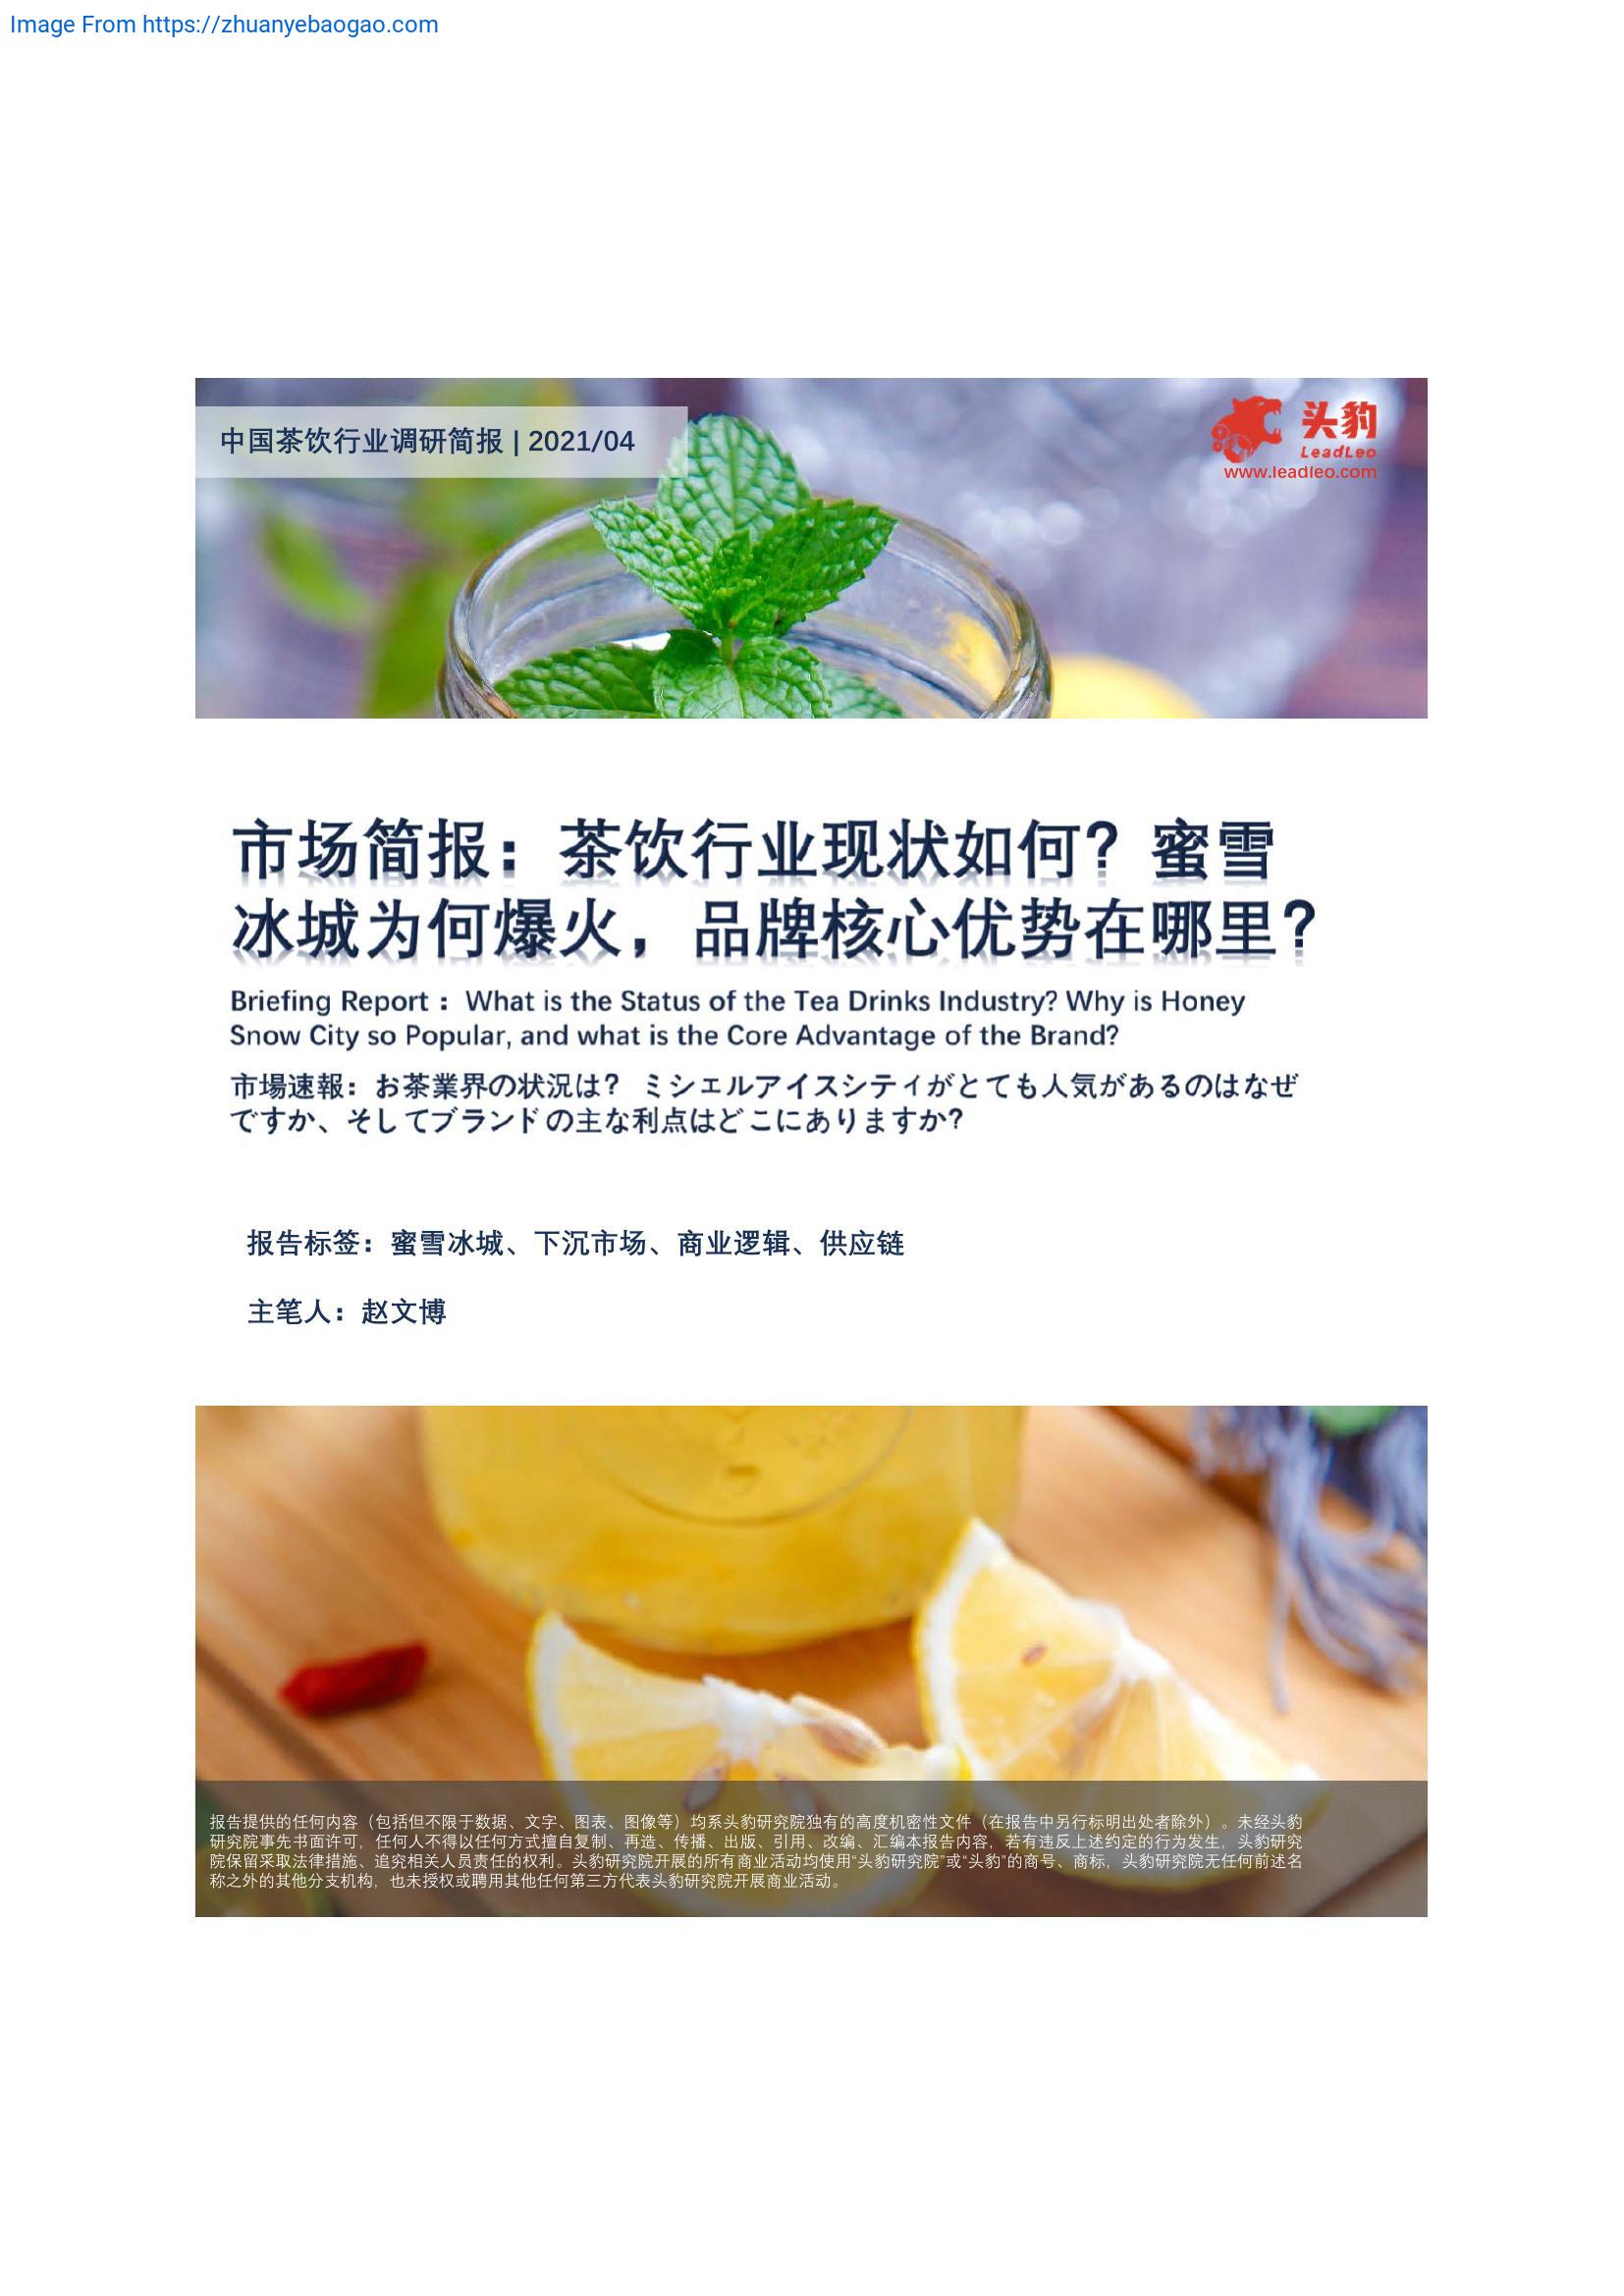 Image From https://zhuanyebaogao.com
中国茶饮行业调研简报 | 2021/04
头豹
LeadLeo
www.leadleo.com
市场简报：茶饮行业现状如何？蜜雪
冰城为何爆火，品牌核心优势在哪里？
Briefing Report： What is the Status of the Tea Drinks Industry? Why is Honey
Snow City so Popular, and what is the Core Advantage of the Brand?
市場速報：お茶業界の状況は？ ミシェルアイスシティがとても人気があるのはなぜ
ですか、そしてブランドの主な利点はどこにありますか？
报告标签：蜜雪冰城、下沉市场、商业逻辑、供应链
主笔人：赵文博
报告提供的任何内容（包括但不限于数据、文字、图表、图像等）均系头豹研究院独有的高度机密性文件（在报告中另行标明出处者除外）。未经头豹
研究院事先书面许可，任何人不得以任何方式擅自复制、再造、传播、出版、引用、改编、汇编本报告内容，若有违反上述约定的行为发生，头豹研究
院保留采取法律措施、追究相关人员责任的权利。头豹研究院开展的所有商业活动均使用“头豹研究院”或“头豹”的商号、商标，头豹研究院无任何前述名
称之外的其他分支机构，也未授权或聘用其他任何第三方代表头豹研究院开展商业活动。